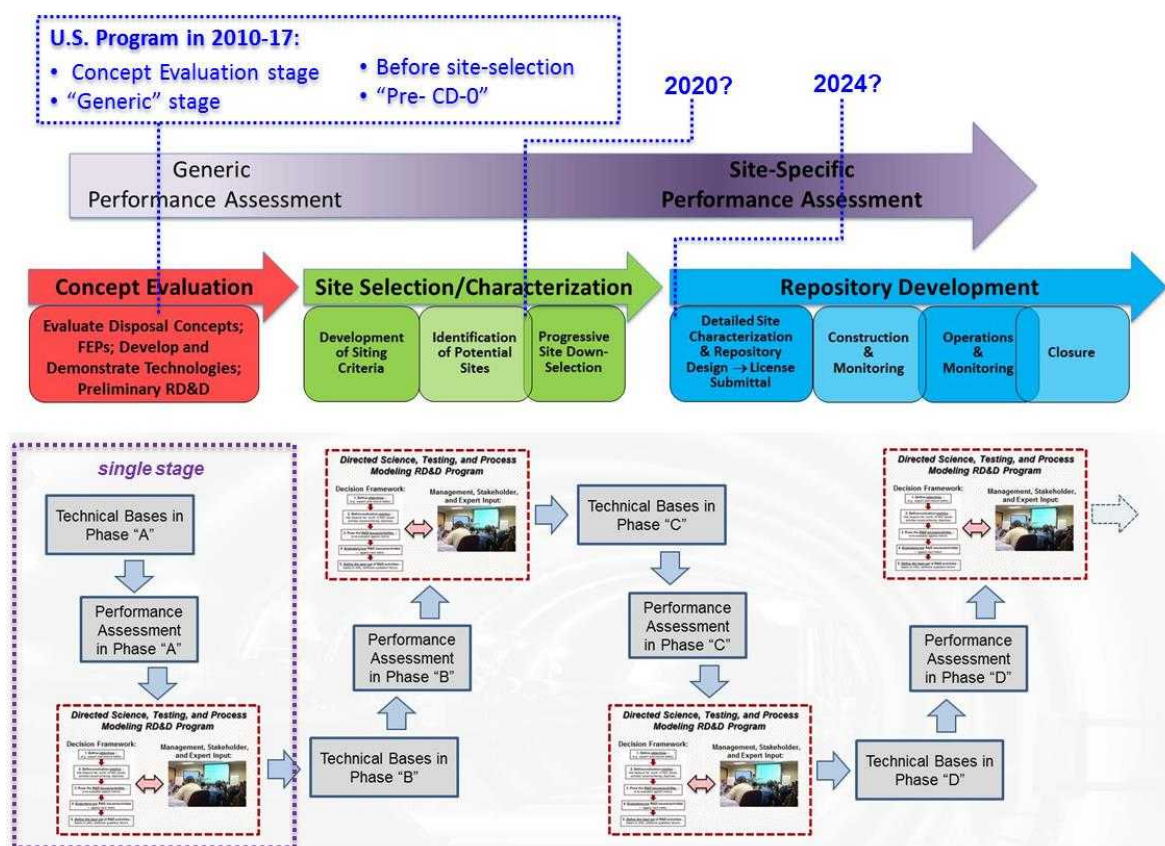 U.S. Program in 2010-17:
• Concept Evaluation stage
• "Generic" stage
• Before site-selection
• "Pre- CD-0"
2020?
2024?
Generic
Performance Assessment
Site-Specific
Performance Assessment
Concept Evaluation
Site Selection/Characterization
Repository Development
Evaluate Disposal Concepts;
FEPs; Develop and
Demonstrate Technologies;
Preliminary RD&D
Development
of Siting
Criteria
Identification
of Potential
Sites
Progressive
Site Down-
Selection
Detailed Site
Characterization
& Repository
Design → License
Submittal
Construction
&
Monitoring
Operations
&
Monitoring
Closure
single stage
Technical Bases in
Phase "A"
Performance
Assessment
in Phase "A"
Directed Science, Testing, and Process
Modeling RD&D Program
Decision Framework:
Management, Stakeholder,
and Expert Input:
Technical Bases in
Phase "B"
Performance
Assessment
in Phase "B"
Directed Science, Testing, and Process
Modeling RD&D Program
Decision Framework:
Management, Stakeholder,
and Expert Input:
Technical Bases in
Phase "C"
Performance
Assessment
in Phase "C"
Directed Science, Testing, and Process
Modeling RD&D Program
Decision Framework:
Management, Stakeholder,
and Expert Input:
Technical Bases in
Phase "D"
Performance
Assessment
in Phase "D"
Directed Science, Testing, and Process
Modeling RD&D Program
Decision Framework:
Management, Stakeholder,
and Expert Input: